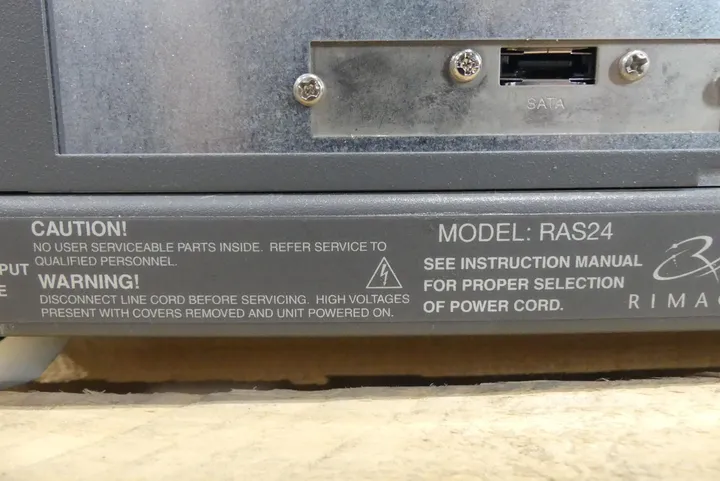 SATA
CAUTION!
NO USER SERVICEABLE PARTS INSIDE. REFER SERVICE TO
QUALIFIED PERSONNEL.
WARNING!
DISCONNECT LINE CORD BEFORE SERVICING. HIGH VOLTAGES
PRESENT WITH COVERS REMOVED AND UNIT POWERED ON.
MODEL: RAS24
SEE INSTRUCTION MANUAL
FOR PROPER SELECTION
OF POWER CORD.
RIMA